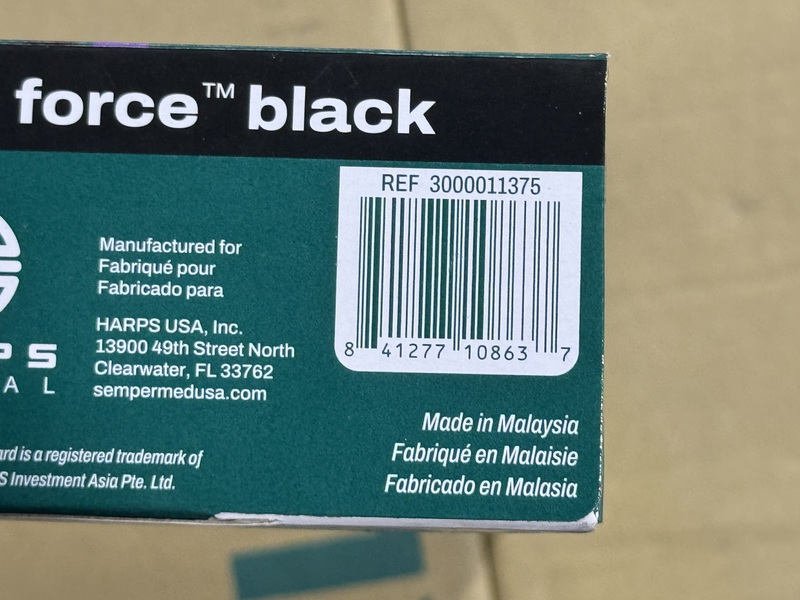 force™ black
REF 3000011375
8 41277 10863 7
Manufactured for
Fabriqué pour
Fabricado para
HARPS USA, Inc.
13900 49th Street North
Clearwater, FL 33762
sempermedusa.com
PS
AL
is a registered trademark of
Investment Asia Pte. Ltd.
Made in Malaysia
Fabriqué en Malaisie
Fabricado en Malasia